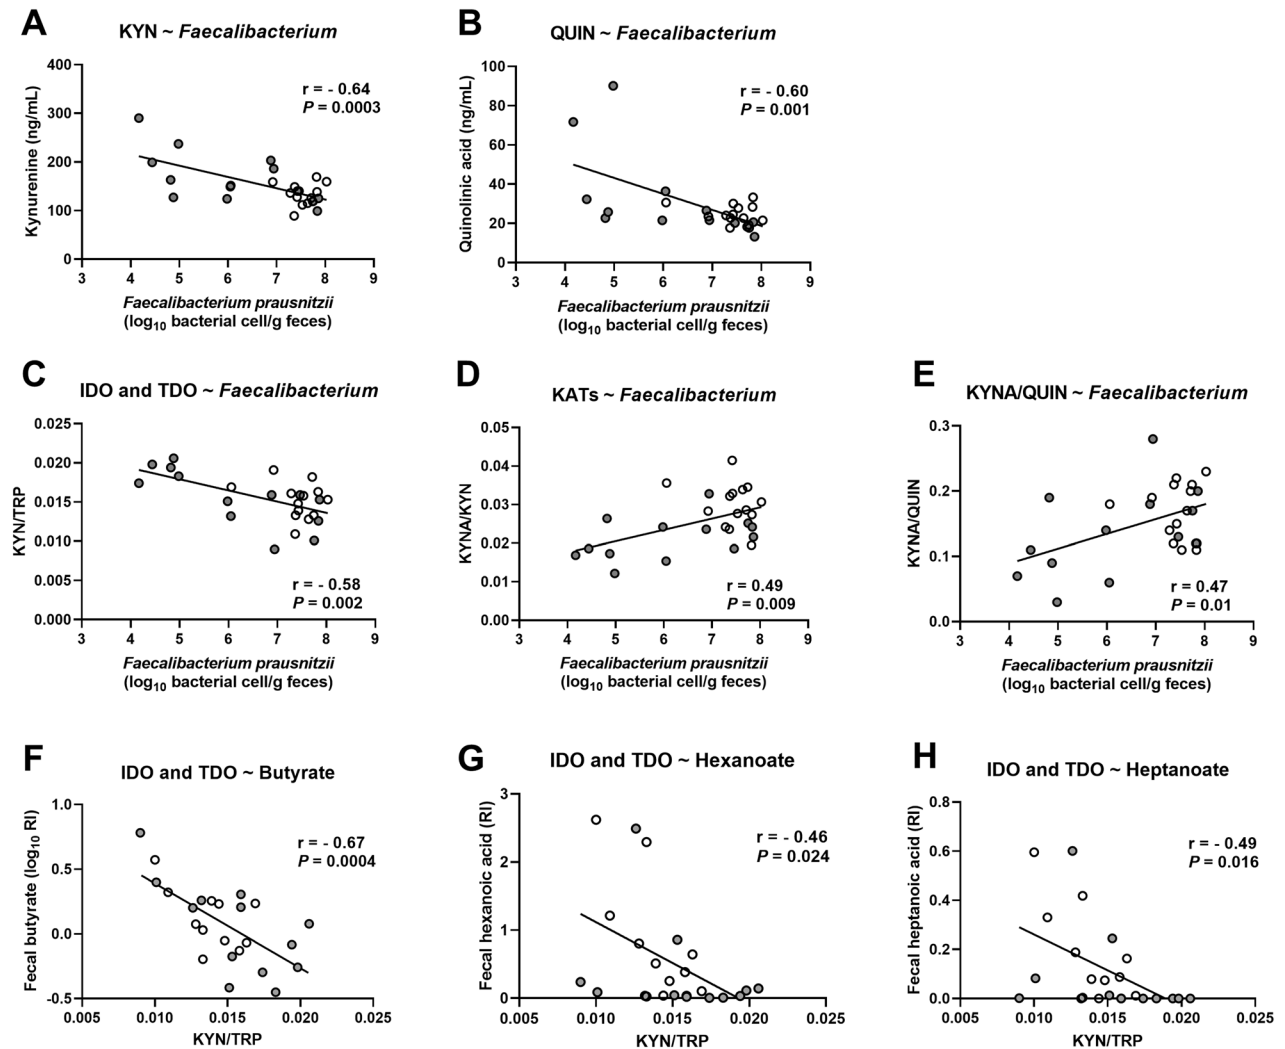 A
KYN ~ Faecalibacterium
Kynurenine (ng/mL)
400
300
200
100
0
r = - 0.64
P = 0.0003
3 4 5 6 7 8 9
Faecalibacterium prausnitzii
(log10 bacterial cell/g feces)
B
QUIN ~ Faecalibacterium
Quinolinic acid (ng/mL)
100
80
60
40
20
0
r = - 0.60
P = 0.001
3 4 5 6 7 8 9
Faecalibacterium prausnitzii
(log10 bacterial cell/g feces)
C
IDO and TDO ~ Faecalibacterium
KYN/TRP
0.025
0.020
0.015
0.010
0.005
0.000
r = - 0.58
P = 0.002
3 4 5 6 7 8 9
Faecalibacterium prausnitzii
(log10 bacterial cell/g feces)
D
KATs ~ Faecalibacterium
KYNA/KYN
0.05
0.04
0.03
0.02
0.01
0.00
r = 0.49
P = 0.009
3 4 5 6 7 8 9
Faecalibacterium prausnitzii
(log10 bacterial cell/g feces)
E
KYNA/QUIN ~ Faecalibacterium
KYNA/QUIN
0.3
0.2
0.1
0.0
r = 0.47
P = 0.01
3 4 5 6 7 8 9
Faecalibacterium prausnitzii
(log10 bacterial cell/g feces)
F
IDO and TDO ~ Butyrate
Fecal butyrate (log10 RI)
1.0
0.5
0.0
-0.5
r = - 0.67
P = 0.0004
0.005 0.010 0.015 0.020 0.025
KYN/TRP
G
IDO and TDO ~ Hexanoate
Fecal hexanoic acid (RI)
3
2
1
0
r = - 0.46
P = 0.024
0.005 0.010 0.015 0.020 0.025
KYN/TRP
H
IDO and TDO ~ Heptanoate
Fecal heptanoic acid (RI)
0.8
0.6
0.4
0.2
0.0
r = - 0.49
P = 0.016
0.005 0.010 0.015 0.020 0.025
KYN/TRP